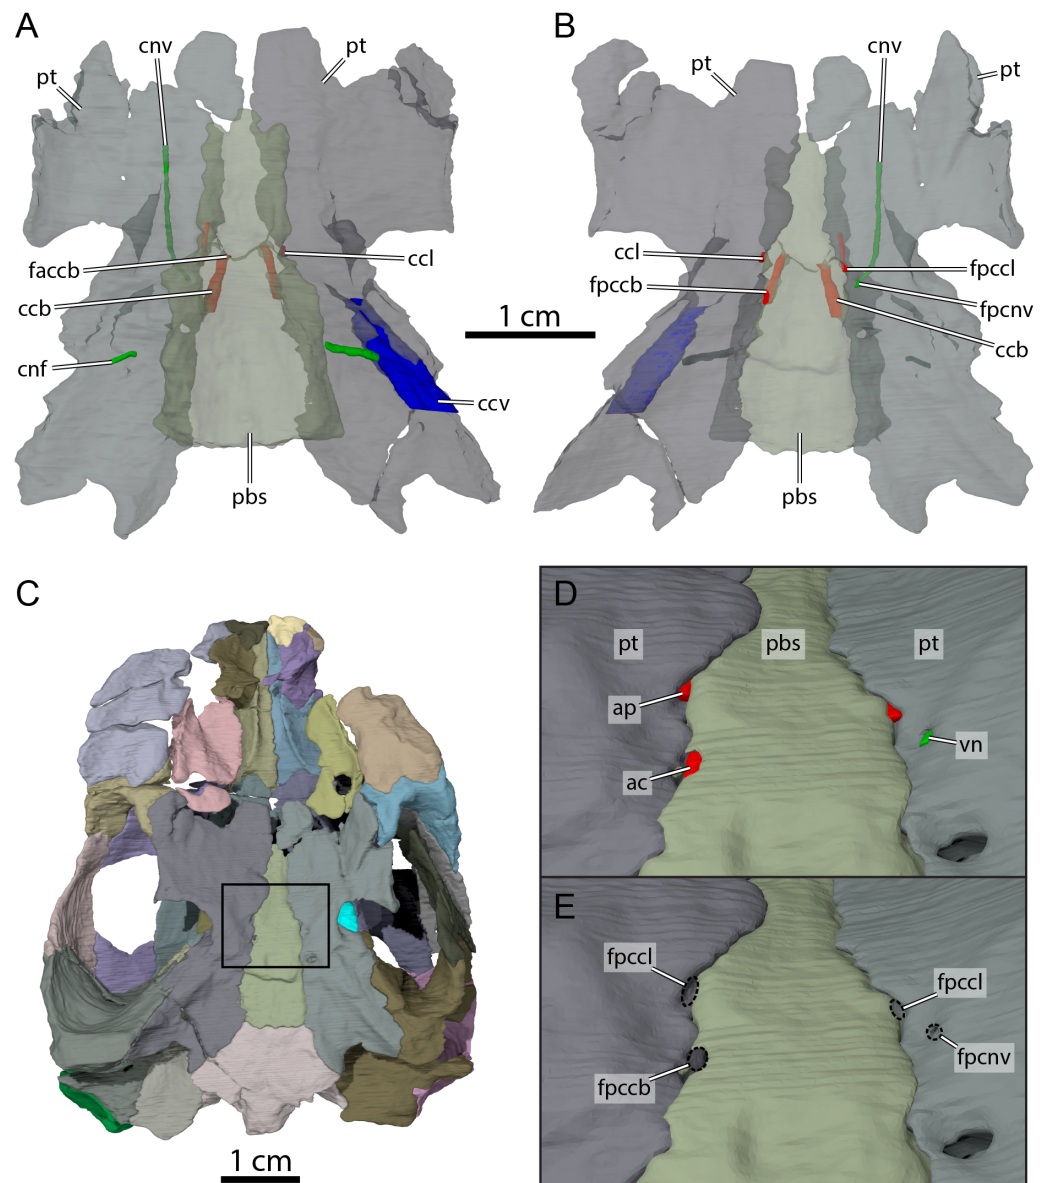 A
pt
cnv
pt
faccb
ccb
cnf
ccl
ccv
pbs
1 cm
B
pt
cnv
pt
ccl
fpccb
fpccl
fpcnv
ccb
pbs
C
1 cm
D
pt
pbs
pt
ap
ac
vn
E
fpccl
fpccl
fpccb
fpcnv